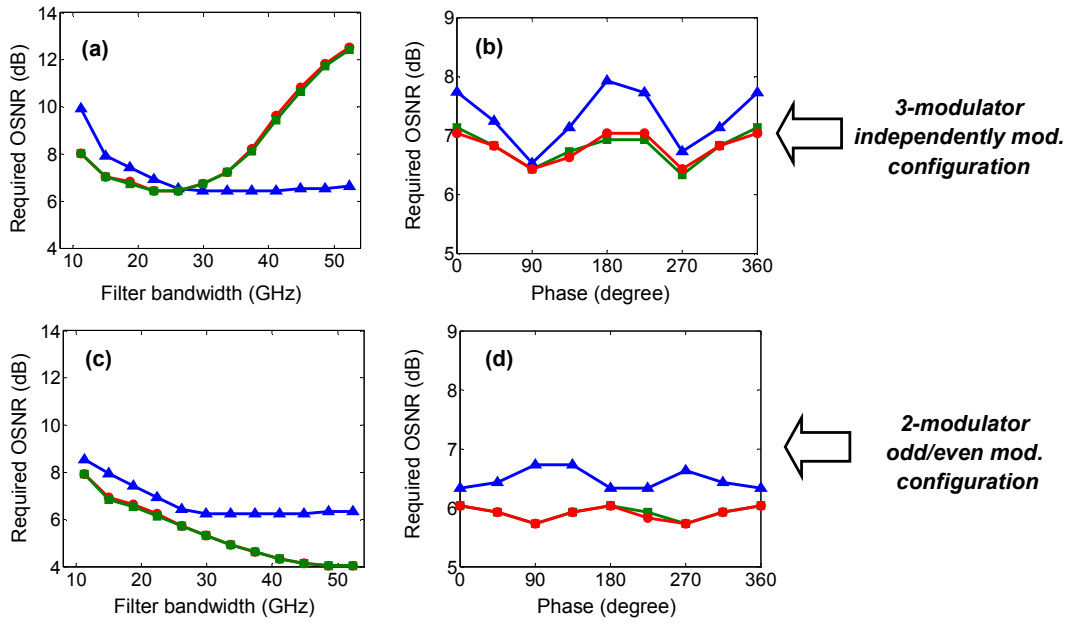 (a)
Required OSNR (dB)
14
12
10
8
6
4
10 20 30 40 50
Filter bandwidth (GHz)
(b)
Required OSNR (dB)
9
8
7
6
5
0 90 180 270 360
Phase (degree)
3-modulator
independently mod.
configuration
(c)
Required OSNR (dB)
14
12
10
8
6
4
10 20 30 40 50
Filter bandwidth (GHz)
(d)
Required OSNR (dB)
9
8
7
6
5
0 90 180 270 360
Phase (degree)
2-modulator
odd/even mod.
configuration